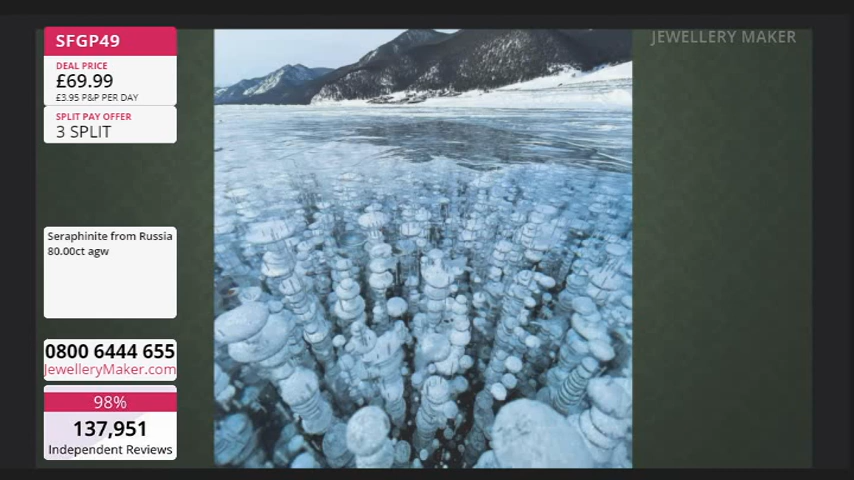 SFGP49
DEAL PRICE
£69.99
£3.95 P&P PER DAY
SPLIT PAY OFFER
3 SPLIT
Seraphinite from Russia
80.00ct agw
0800 6444 655
JewelleryMaker.com
98%
137,951
Independent Reviews
JEWELLERY MAKER